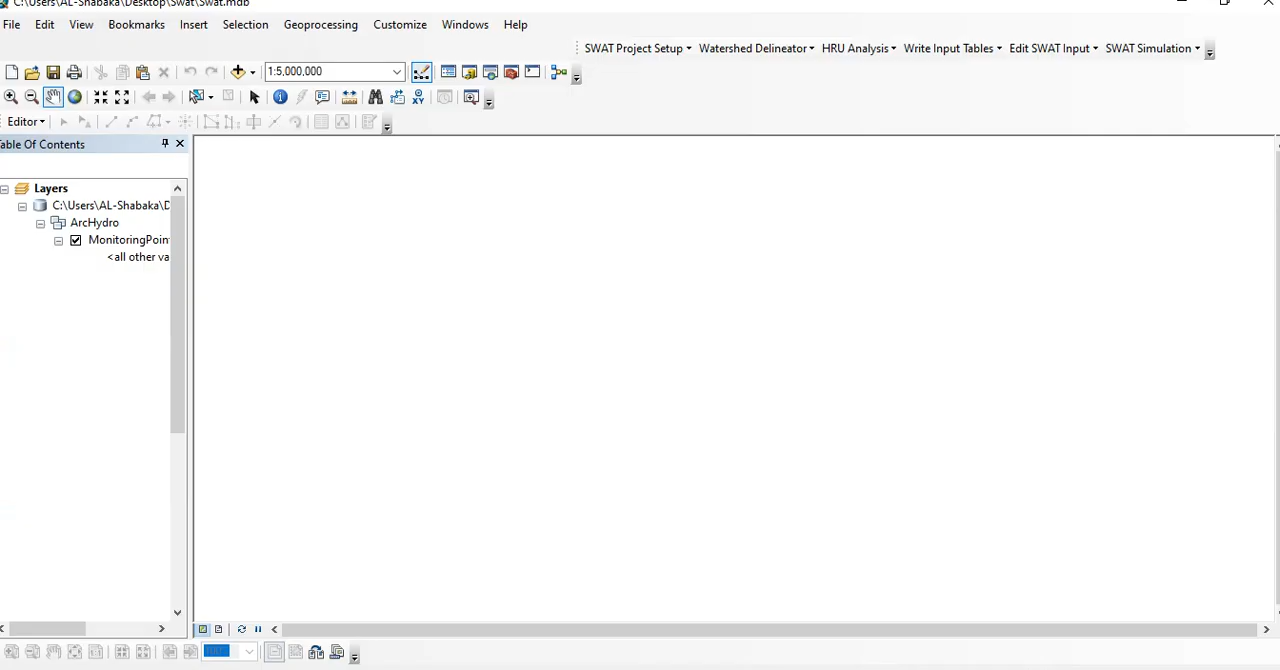 C:\Users\AL-Shabaka\Desktop\Swat\Swat.mdb
File Edit View Bookmarks Insert Selection Geoprocessing Customize Windows Help
SWAT Project Setup Watershed Delineator HRU Analysis Write Input Tables Edit SWAT Input SWAT Simulation
1:5,000,000
XY
Editor
able Of Contents
Layers
C:\Users\AL-Shabaka\D
ArcHydro
MonitoringPoin
<all other va